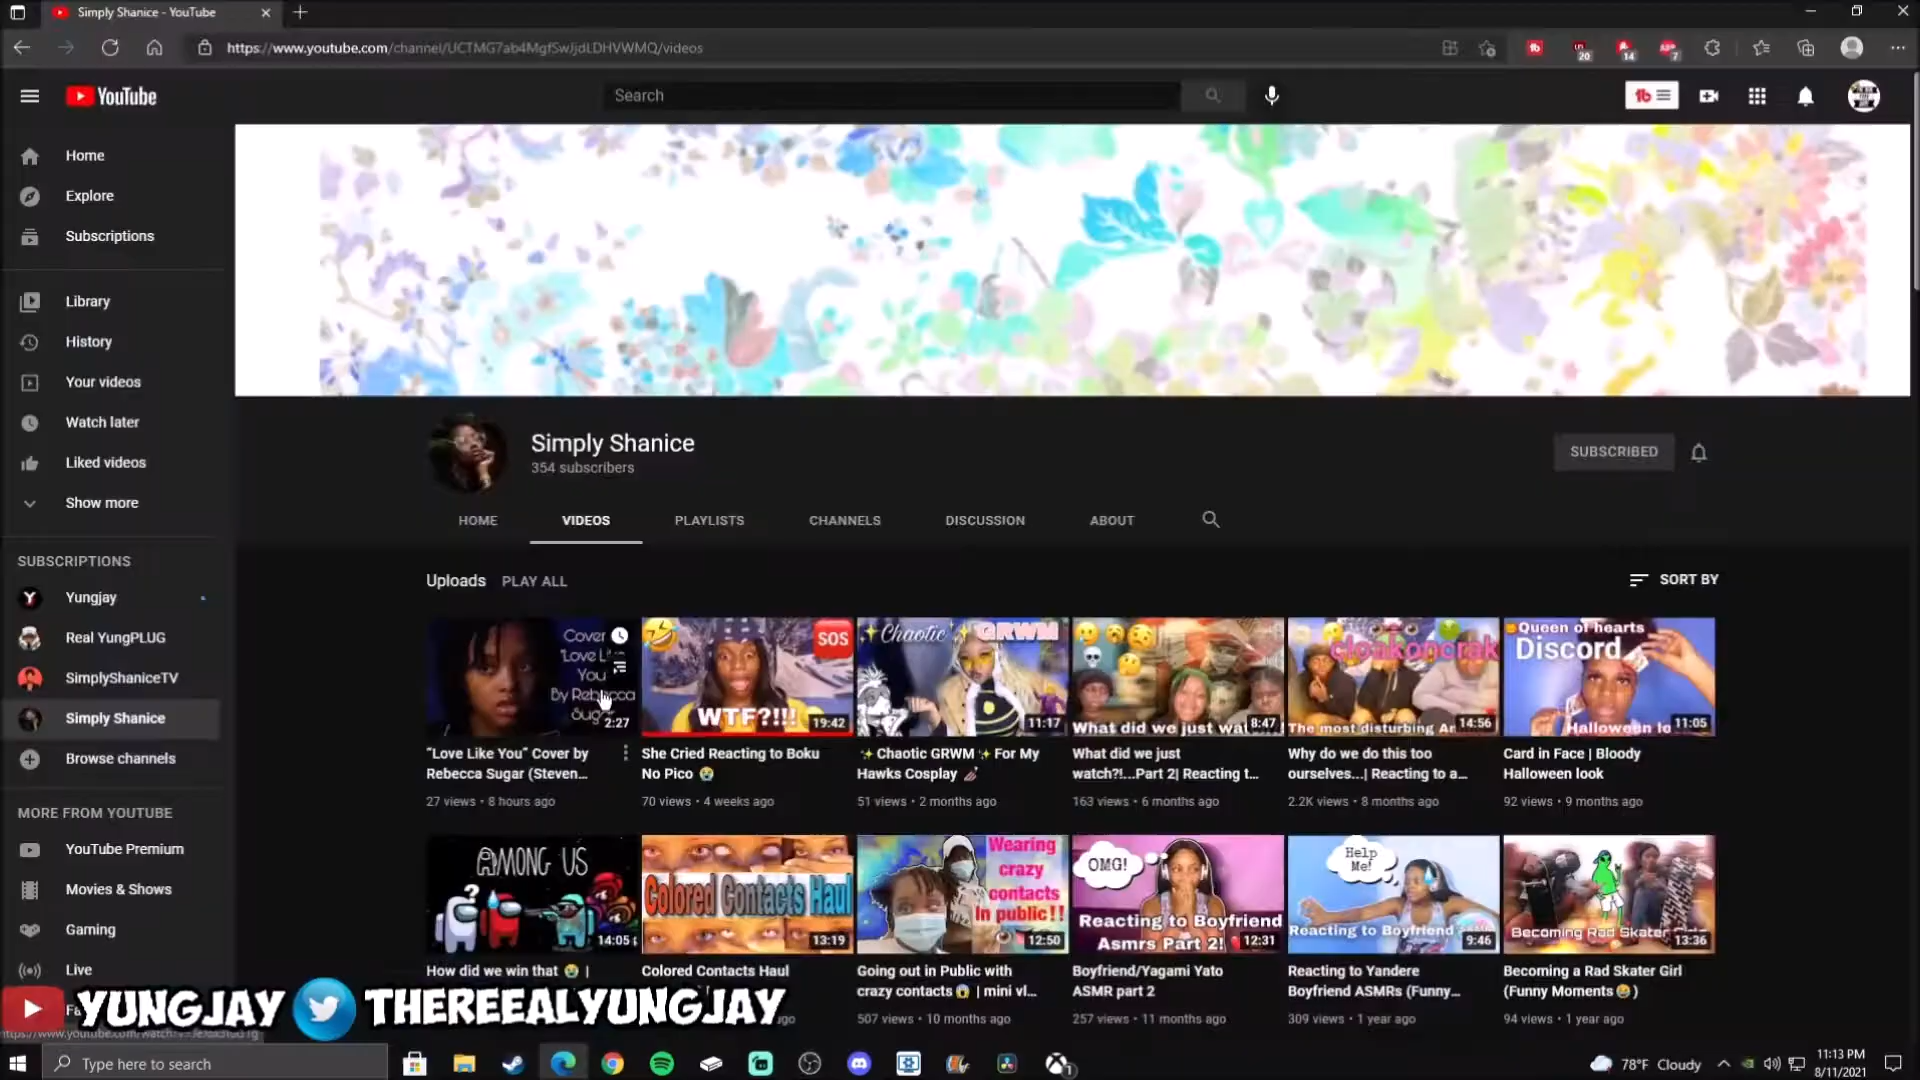 Simply Shanice - YouTube
https://www.youtube.com/channel/UCTMG7ab4MgfSwJjdLDHVWMQ/videos
20
14
7
YouTube
Search
Home
Explore
Subscriptions
Library
History
Your videos
Watch later
Liked videos
Show more
SUBSCRIPTIONS
Yungjay
Real YungPLUG
SimplyShaniceTV
Simply Shanice
Browse channels
MORE FROM YOUTUBE
YouTube Premium
Movies & Shows
Gaming
Live
Simply Shanice
354 subscribers
SUBSCRIBED
HOME
VIDEOS
PLAYLISTS
CHANNELS
DISCUSSION
ABOUT
Uploads
PLAY ALL
SORT BY
Cover
You
2:27
"Love Like You" Cover by
Rebecca Sugar (Steven...
27 views • 8 hours ago
SOS
WTF?!!!
19:42
She Cried Reacting to Boku
No Pico 😭
70 views • 4 weeks ago
Chaotic
GRWM
11:17
✨Chaotic GRWM✨For My
Hawks Cosplay
51 views • 2 months ago
What did we just wat
8:47
What did we just
watch?!...Part 2| Reacting t...
163 views • 6 months ago
The most disturbing
14:56
Why do we do this too
ourselves...| Reacting to a...
2.2K views • 8 months ago
Queen of hearts
Discord
Halloween lo
11:05
Card in Face | Bloody
Halloween look
92 views • 9 months ago
AMONG US
14:05
How did we win that 😭 |
Colored Contacts Haul
13:19
Colored Contacts Haul
Wearing
crazy
contacts
In public!!
12:50
Going out in Public with
crazy contacts😱 | mini vl...
507 views • 10 months ago
OMG!
Reacting to Boyfriend
Asmrs Part 2!
12:31
Boyfriend/Yagami Yato
ASMR part 2
257 views • 11 months ago
Help
Me!
Reacting to Boyfriend
9:46
Reacting to Yandere
Boyfriend ASMRs (Funny...
309 views • 1 year ago
Becoming Rad Skater
13:36
Becoming a Rad Skater Girl
(Funny Moments😂)
94 views • 1 year ago
YUNGJAY
THEREEALYUNGJAY
Type here to search
78°F Cloudy
11:13 PM
8/11/2021